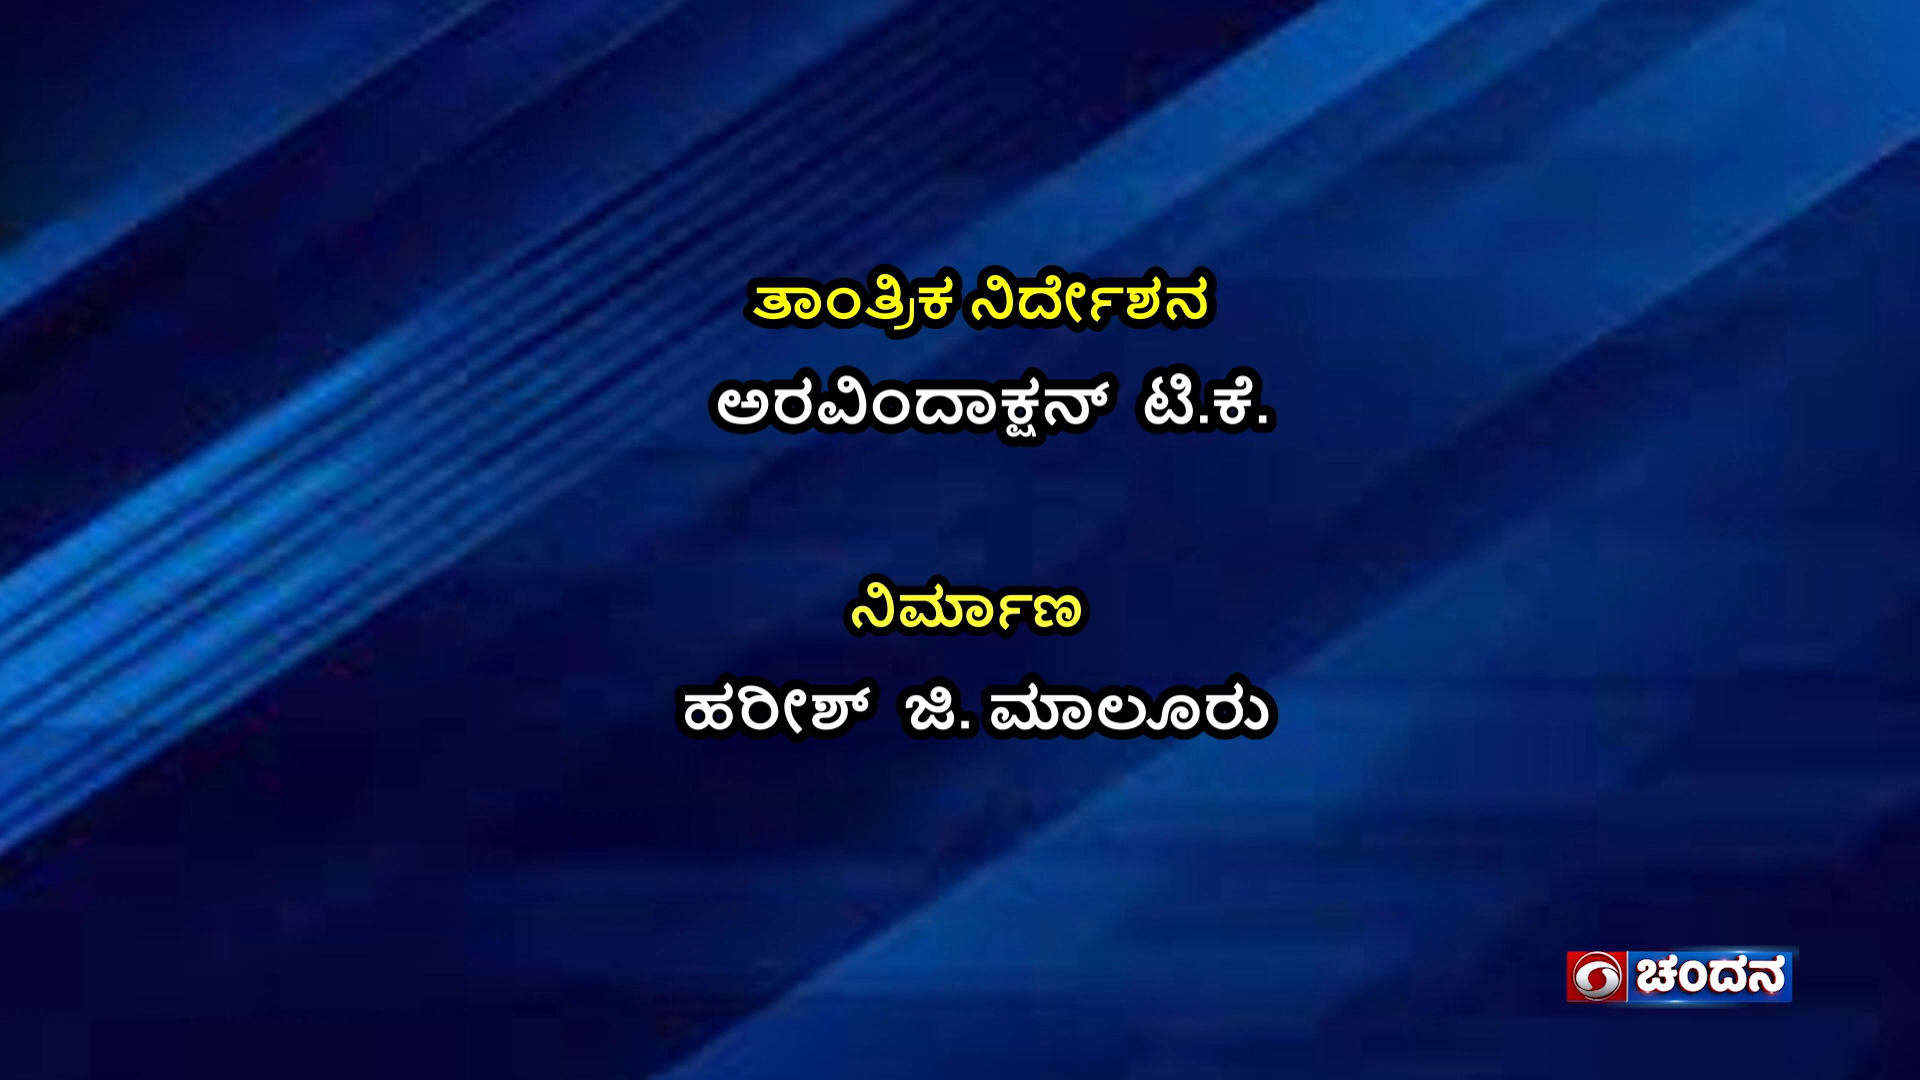 ತಾಂತ್ರಿಕ ನಿರ್ದೇಶನ
ಅರವಿಂದಾಕ್ಷನ್ ಟಿ.ಕೆ.
ನಿರ್ಮಾಣ
ಹರೀಶ್ ಜಿ. ಮಾಲೂರು
ಚಂದನ